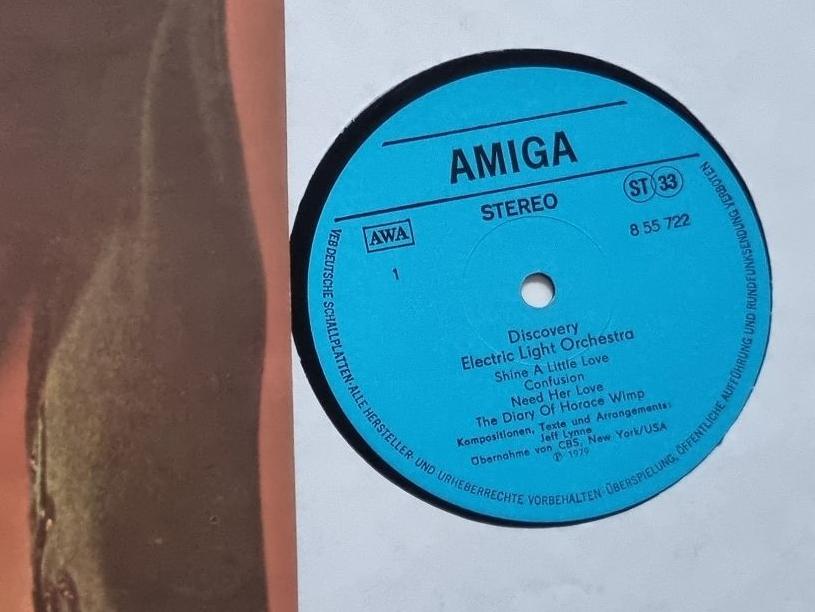 AMIGA
STEREO
ST 33
AWA
8 55 722
1
Discovery
Electric Light Orchestra
Shine A Little Love
Confusion
Need Her Love
The Diary Of Horace Wimp
Kompositionen, Texte und Arrangements:
Jeff Lynne
Übernahme von CBS, New York/USA
℗ 1979
VEB DEUTSCHE SCHALLPLATTEN·ALLE HERSTELLER- UND URHEBERRECHTE VORBEHALTEN·ÜBERSPIELUNG, ÖFFENTLICHE AUFFÜHRUNG UND RUNDFUNKSENDUNG VERBOTEN